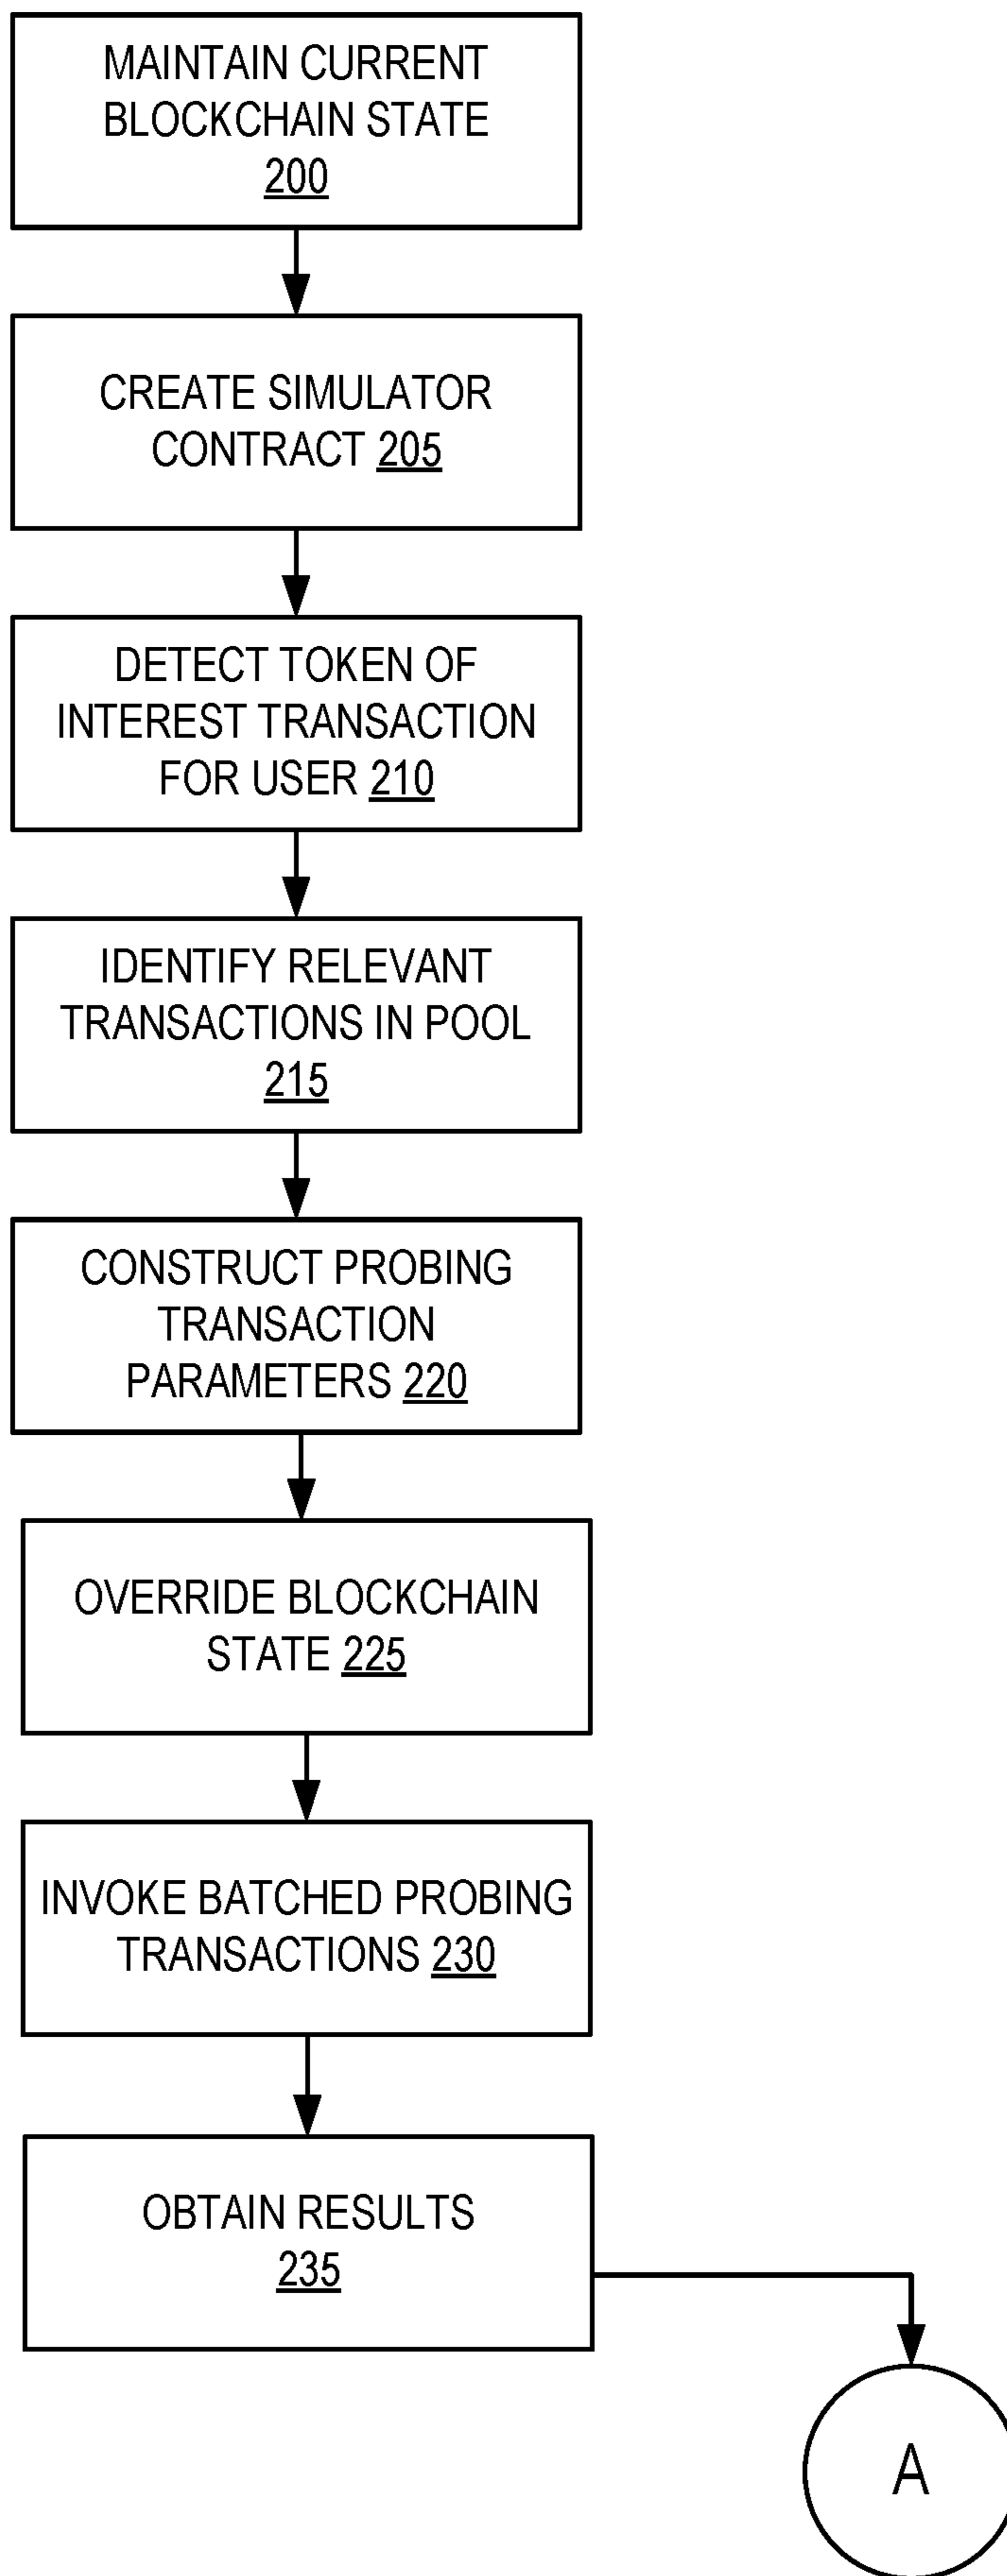 MAINTAIN CURRENT
BLOCKCHAIN STATE
200
CREATE SIMULATOR
CONTRACT 205
DETECT TOKEN OF
INTEREST TRANSACTION
FOR USER 210
IDENTIFY RELEVANT
TRANSACTIONS IN POOL
215
CONSTRUCT PROBING
TRANSACTION
PARAMETERS 220
OVERRIDE BLOCKCHAIN
STATE 225
INVOKE BATCHED PROBING
TRANSACTIONS 230
OBTAIN RESULTS
235
A